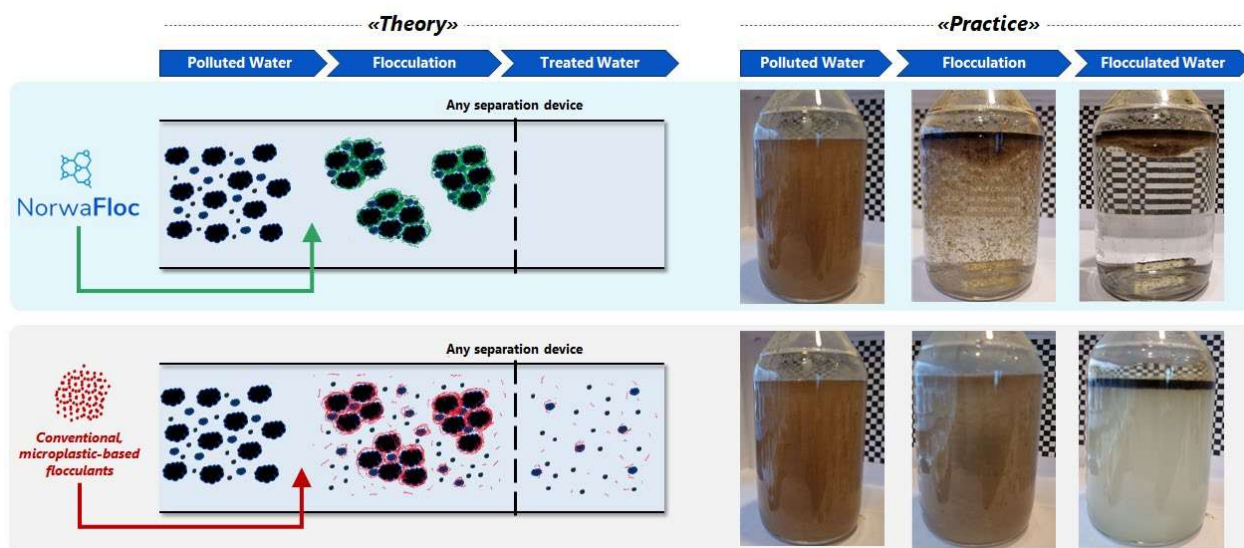 «Theory»
«Practice»
Polluted Water
Flocculation
Treated Water
Polluted Water
Flocculation
Flocculated Water
Any separation device
NorwaFloc
Any separation device
Conventional,
microplastic-based
flocculants